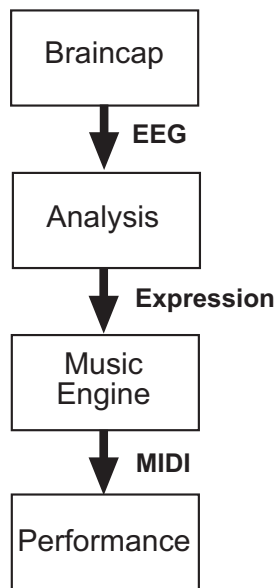 Braincap
EEG
Analysis
Expression
Music
Engine
MIDI
Performance